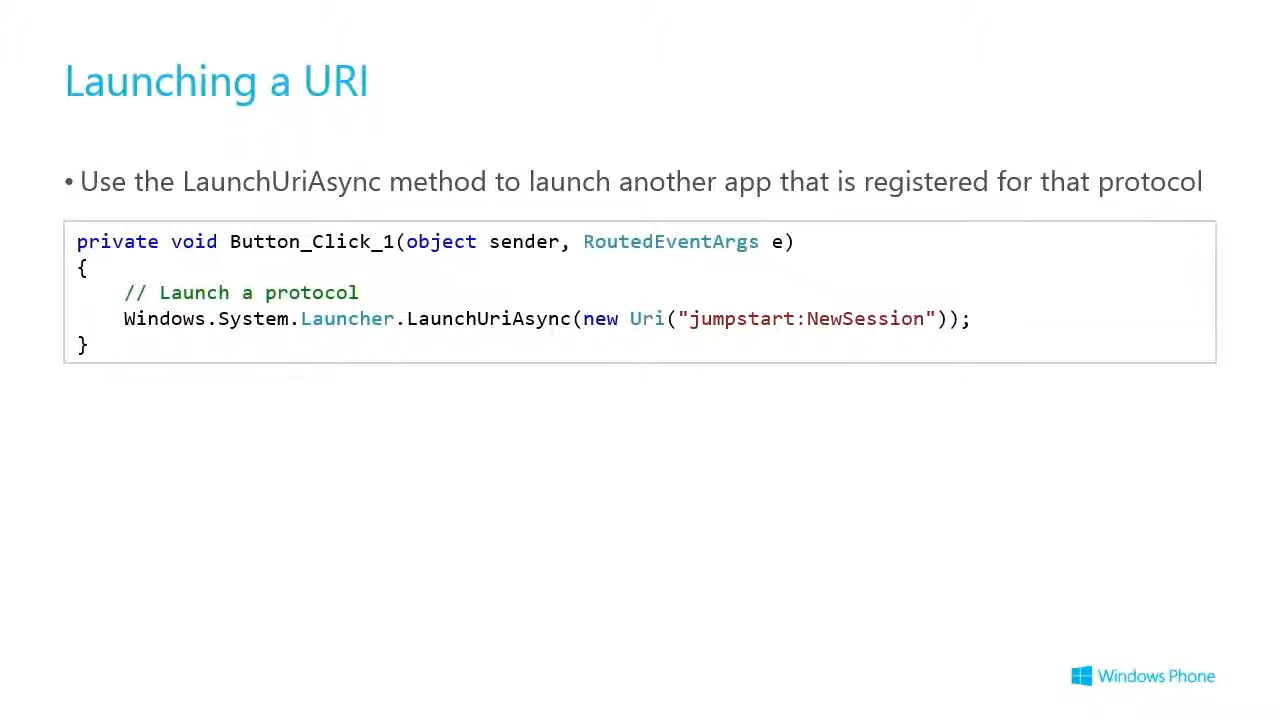 Launching a URI
• Use the LaunchUriAsync method to launch another app that is registered for that protocol
private void Button_Click_1(object sender, RoutedEventArgs e)
{
    // Launch a protocol
    Windows.System.Launcher.LaunchUriAsync(new Uri("jumpstart:NewSession"));
}
Windows Phone